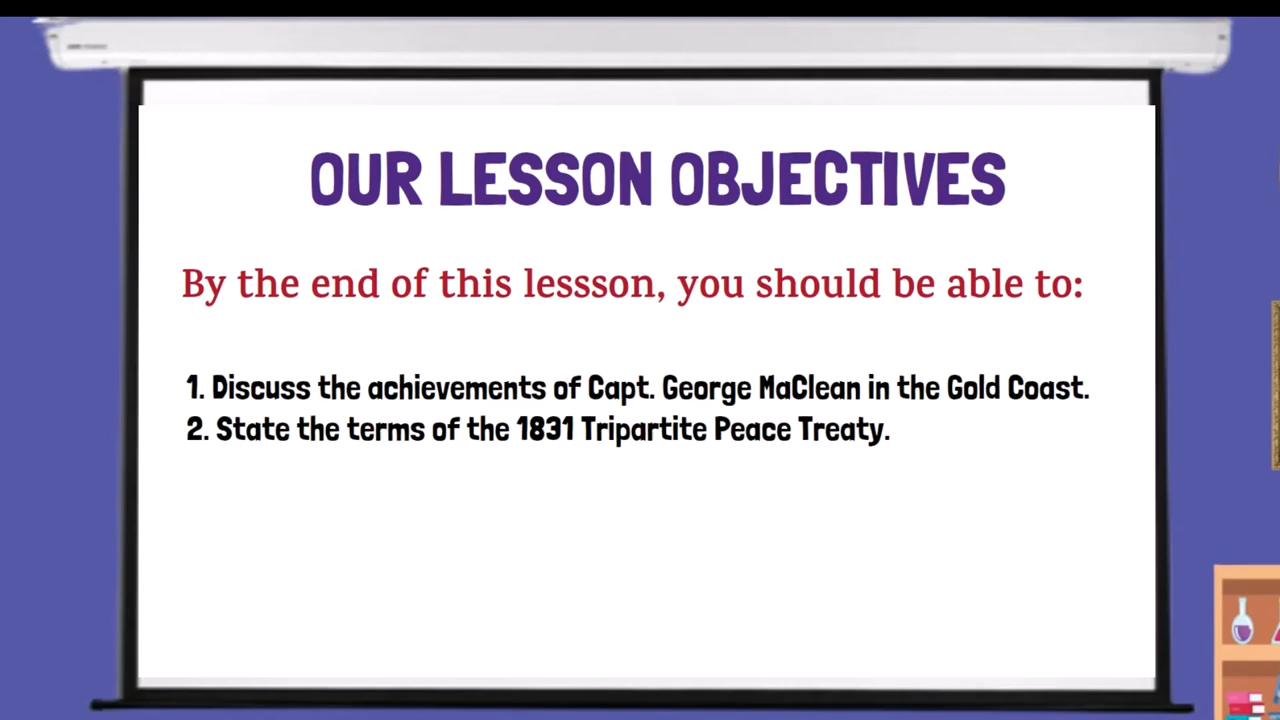 OUR LESSON OBJECTIVES
By the end of this lessson, you should be able to:
1. Discuss the achievements of Capt. George MaClean in the Gold Coast.
2. State the terms of the 1831 Tripartite Peace Treaty.